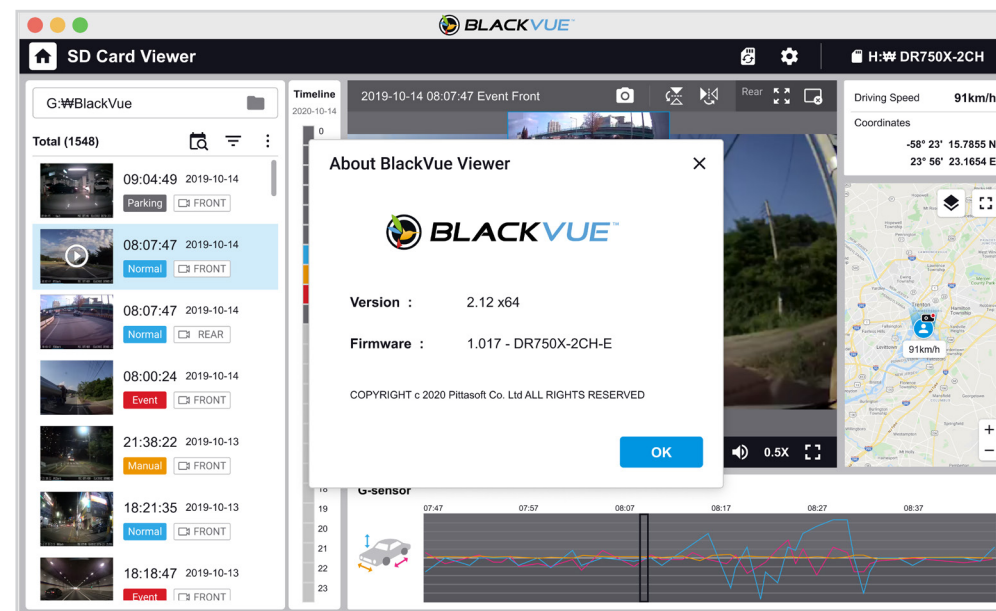 BLACKVUE™
SD Card Viewer
H:₩ DR750X-2CH
G:₩BlackVue
Total (1548)
09:04:49 2019-10-14
Parking FRONT
08:07:47 2019-10-14
Normal FRONT
08:07:47 2019-10-14
Normal REAR
08:00:24 2019-10-14
Event FRONT
21:38:22 2019-10-13
Manual FRONT
18:21:35 2019-10-13
Normal FRONT
18:18:47 2019-10-13
Event FRONT
Timeline
2020-10-14
0
18
19
20
21
22
23
2019-10-14 08:07:47 Event Front
Rear
About BlackVue Viewer
BLACKVUE™
Version : 2.12 x64
Firmware : 1.017 - DR750X-2CH-E
COPYRIGHT c 2020 Pittasoft Co. Ltd ALL RIGHTS RESERVED
OK
0.5X
Driving Speed 91km/h
Coordinates
-58° 23' 15.7855 N
23° 56' 23.1654 E
Trenton
Hamilton
Township
91km/h
+
−
G-sensor
07:47 07:57 08:07 08:17 08:27 08:37